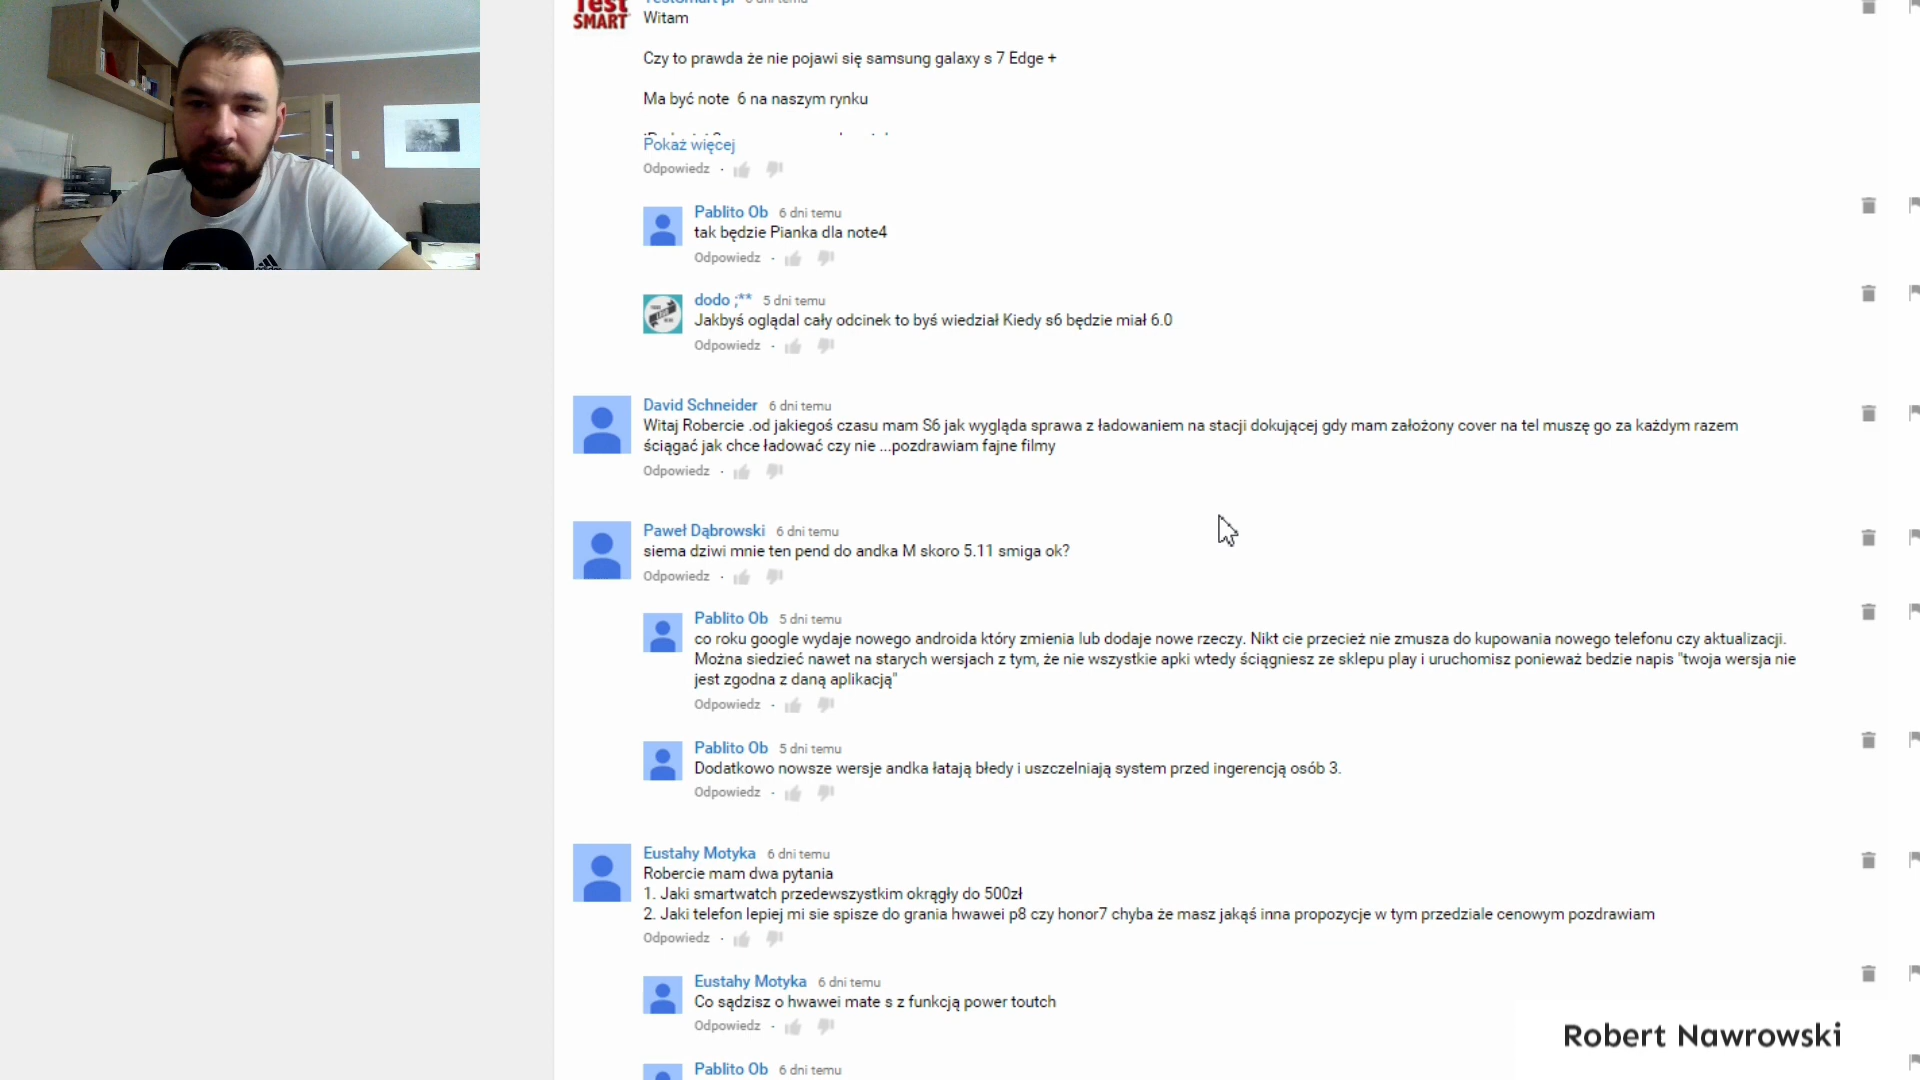 Test
SMART
Witam
Czy to prawda że nie pojawi się samsung galaxy s 7 Edge +
Ma być note 6 na naszym rynku
Pokaż więcej
Odpowiedz ·
Pablito Ob 6 dni temu
tak będzie Pianka dla note4
Odpowiedz ·
dodo ;** 5 dni temu
Jakbyś oglądal cały odcinek to byś wiedział Kiedy s6 będzie miał 6.0
Odpowiedz ·
David Schneider 6 dni temu
Witaj Robercie .od jakiegoś czasu mam S6 jak wygląda sprawa z ładowaniem na stacji dokującej gdy mam założony cover na tel muszę go za każdym razem
ściągać jak chce ładować czy nie ...pozdrawiam fajne filmy
Odpowiedz ·
Paweł Dąbrowski 6 dni temu
siema dziwi mnie ten pend do andka M skoro 5.11 smiga ok?
Odpowiedz ·
Pablito Ob 5 dni temu
co roku google wydaje nowego androida który zmienia lub dodaje nowe rzeczy. Nikt cie przecież nie zmusza do kupowania nowego telefonu czy aktualizacji.
Można siedzieć nawet na starych wersjach z tym, że nie wszystkie apki wtedy ściągniesz ze sklepu play i uruchomisz ponieważ bedzie napis "twoja wersja nie
jest zgodna z daną aplikacją"
Odpowiedz ·
Pablito Ob 5 dni temu
Dodatkowo nowsze wersje andka łatają błedy i uszczelniają system przed ingerencją osób 3.
Odpowiedz ·
Eustahy Motyka 6 dni temu
Robercie mam dwa pytania
1. Jaki smartwatch przedewszystkim okrągły do 500zł
2. Jaki telefon lepiej mi sie spisze do grania hwawei p8 czy honor7 chyba że masz jakąś inna propozycje w tym przedziale cenowym pozdrawiam
Odpowiedz ·
Eustahy Motyka 6 dni temu
Co sądzisz o hwawei mate s z funkcją power toutch
Odpowiedz ·
Robert Nawrowski
Pablito Ob 6 dni temu